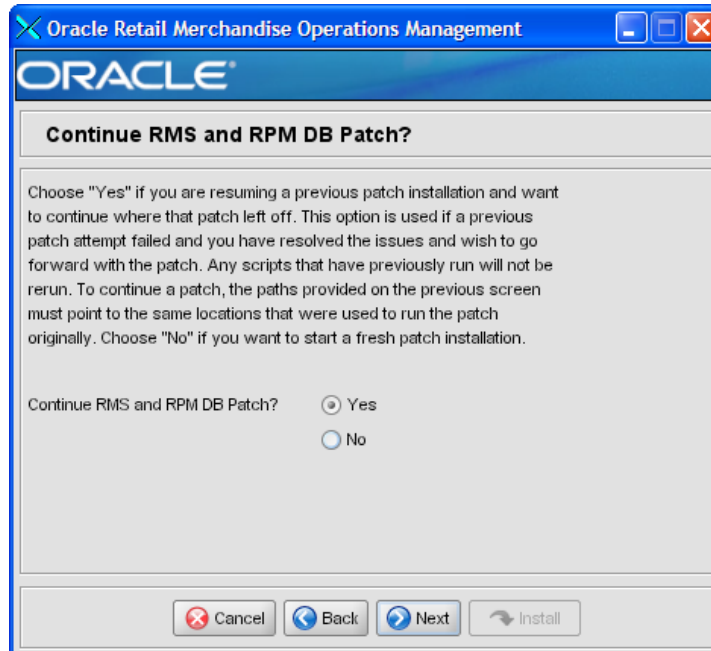 Oracle Retail Merchandise Operations Management
ORACLE®
Continue RMS and RPM DB Patch?
Choose "Yes" if you are resuming a previous patch installation and want
to continue where that patch left off. This option is used if a previous
patch attempt failed and you have resolved the issues and wish to go
forward with the patch. Any scripts that have previously run will not be
rerun. To continue a patch, the paths provided on the previous screen
must point to the same locations that were used to run the patch
originally. Choose "No" if you want to start a fresh patch installation.
Continue RMS and RPM DB Patch? Yes
No
Cancel Back Next Install